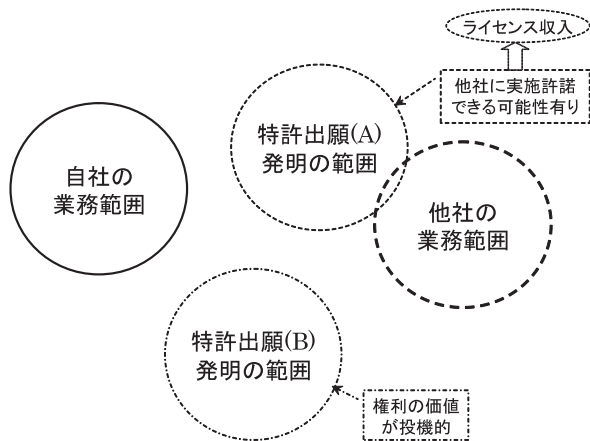 ライセンス収入
他社に実施許諾
できる可能性有り
特許出願(A)
発明の範囲
自社の
業務範囲
他社の
業務範囲
特許出願(B)
発明の範囲
権利の価値
が投機的